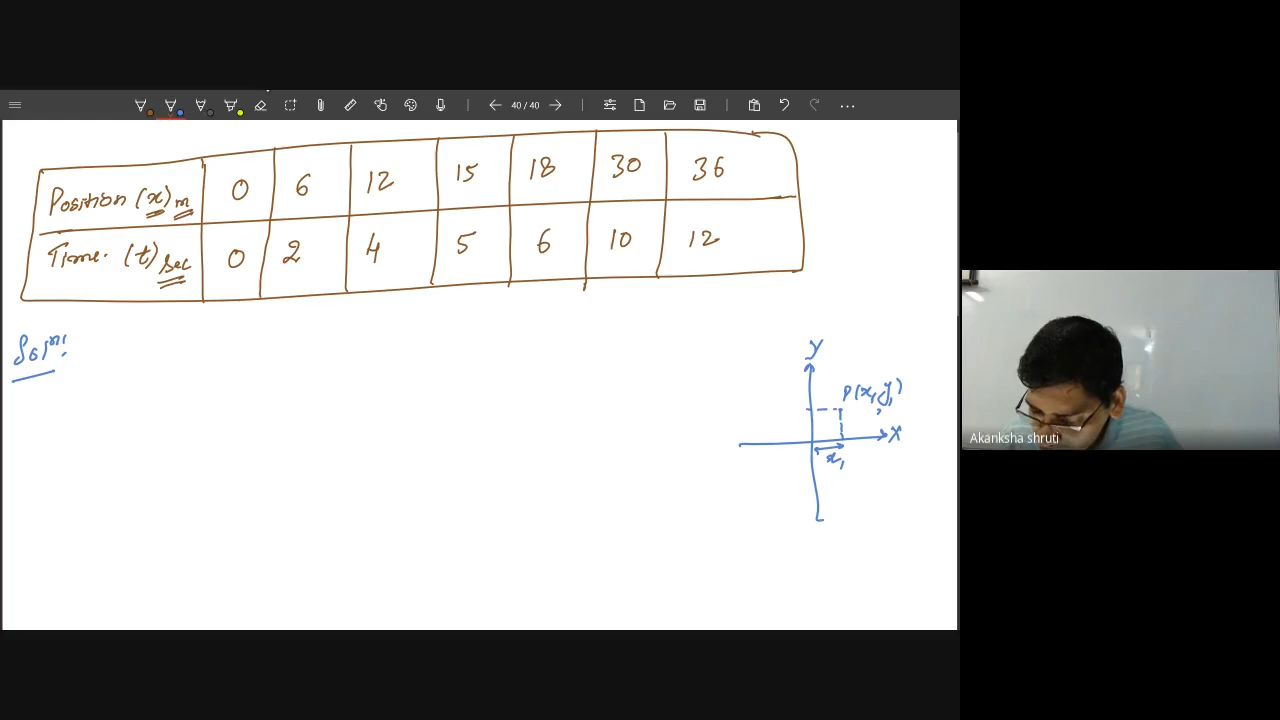 40 / 40
Position (x) m 0 6 12 15 18 30 36
Time. (t) sec 0 2 4 5 6 10 12
Solⁿ:
y
P(x₁, y₁)
X
x₁
Akanksha shruti